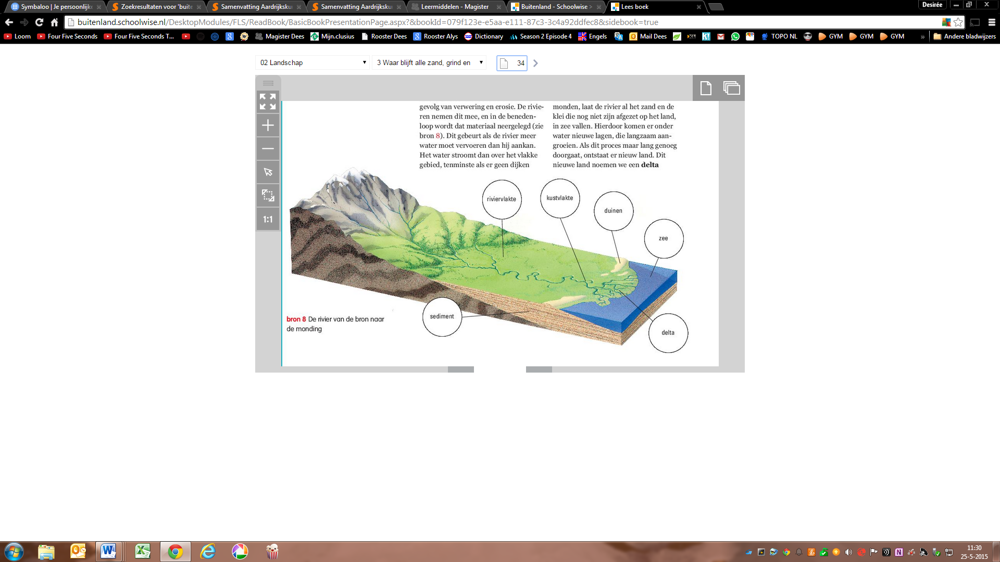 Symbaloo | Je persoonlijke
Zoekresultaten voor 'buite
Samenvatting Aardrijksku
Samenvatting Aardrijksku
Leermiddelen - Magister
Buitenland - Schoolwise >
Lees boek
Desirée
buitenland.schoolwise.nl/DesktopModules/FLS/ReadBook/BasicBookPresentationPage.aspx?&bookId=079f123e-e5aa-e111-87c3-3c4a92ddfec8&sidebook=true
Loom
Four Five Seconds
Four Five Seconds T...
Magister Dees
Mijn.clusius
Rooster Dees
Rooster Alys
Dictionary
Season 2 Episode 4
Engels
Mail Dees
TOPO NL
GYM
GYM
GYM
»
Andere bladwijzers
02 Landschap
3 Waar blijft alle zand, grind en
34
1:1
gevolg van verwering en erosie. De rivie-
ren nemen dit mee, en in de beneden-
loop wordt dat materiaal neergelegd (zie
bron 8). Dit gebeurt als de rivier meer
water moet vervoeren dan hij aankan.
Het water stroomt dan over het vlakke
gebied, tenminste als er geen dijken
monden, laat de rivier al het zand en de
klei die nog niet zijn afgezet op het land,
in zee vallen. Hierdoor komen er onder
water nieuwe lagen, die langzaam aan-
groeien. Als dit proces maar lang genoeg
doorgaat, ontstaat er nieuw land. Dit
nieuwe land noemen we een delta
riviervlakte
kustvlakte
duinen
zee
sediment
delta
bron 8 De rivier van de bron naar
de monding
11:30
25-5-2015